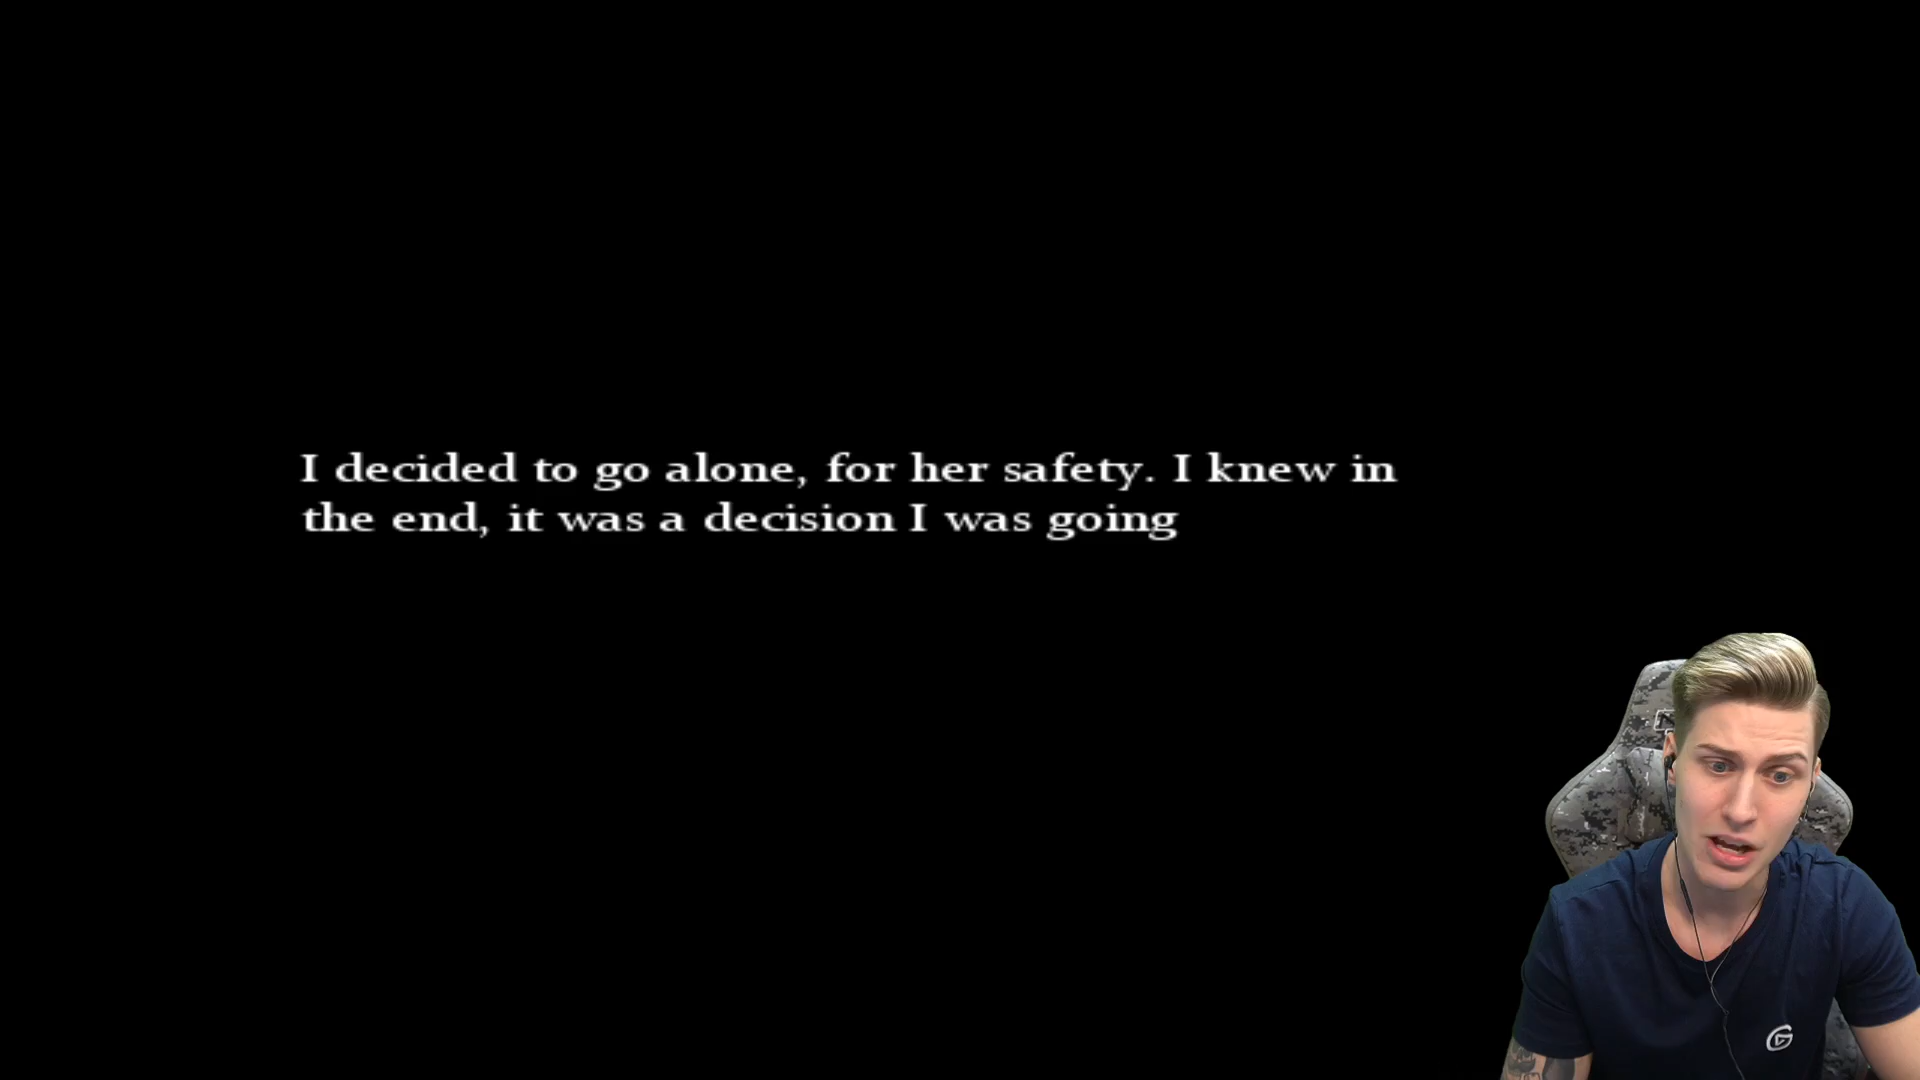 I decided to go alone, for her safety. I knew in
the end, it was a decision I was going